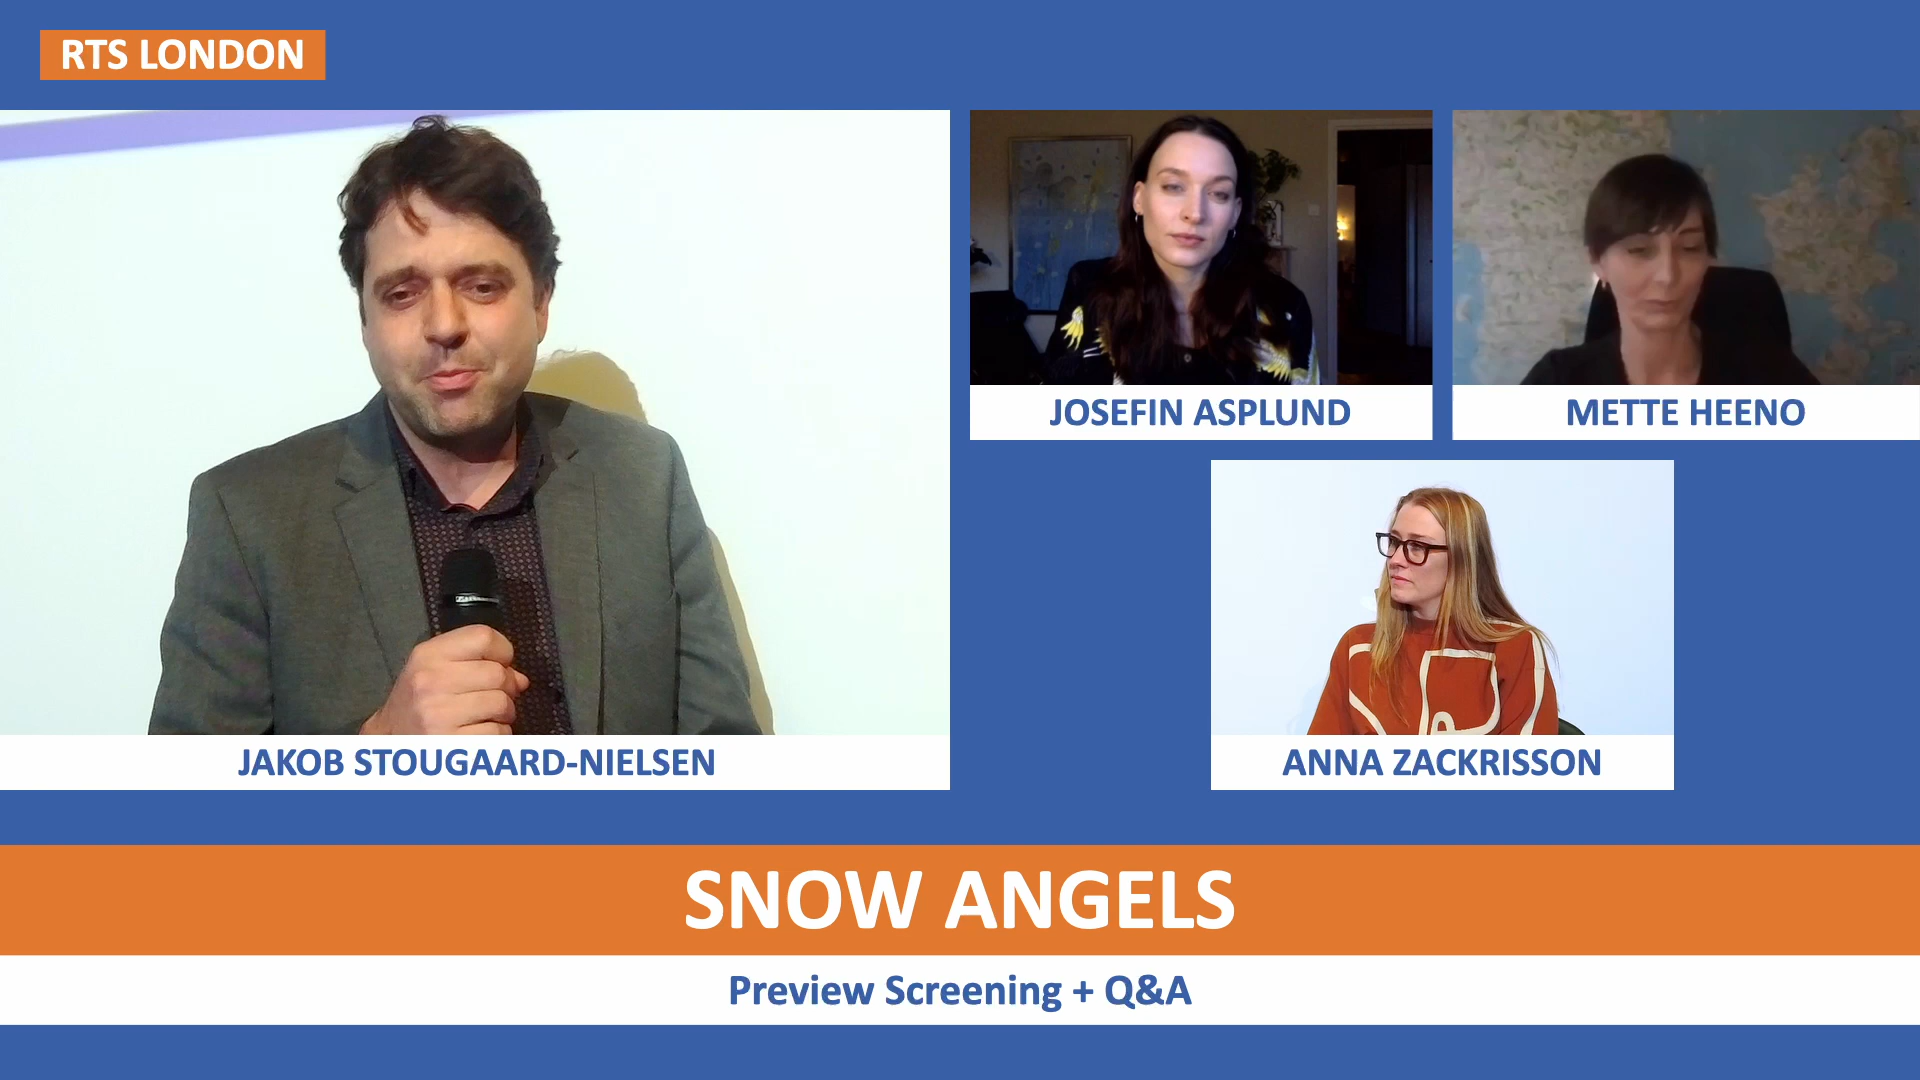 RTS LONDON
JOSEFIN ASPLUND
METTE HEENO
JAKOB STOUGAARD-NIELSEN
ANNA ZACKRISSON
SNOW ANGELS
Preview Screening + Q&A